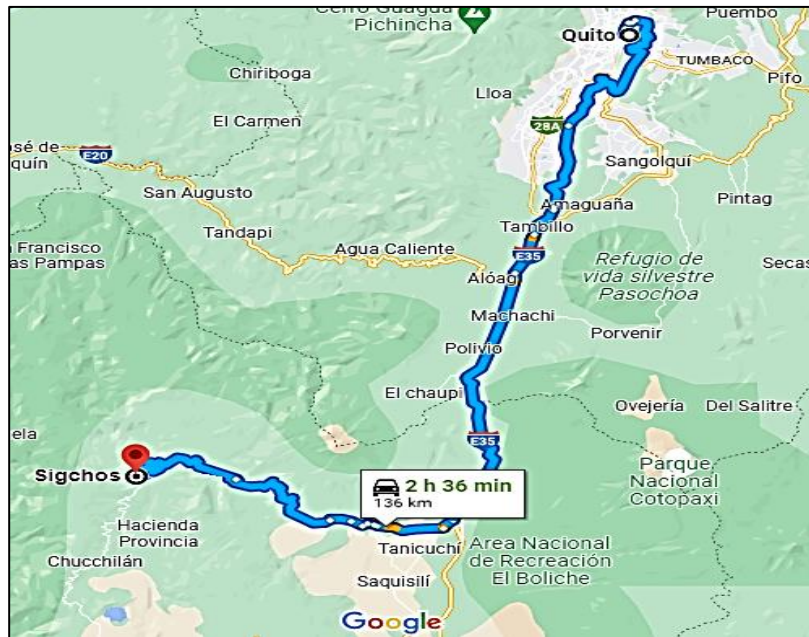 Cerro Guagua
Pichincha
Puembo
Quito
TUMBACO
Pifo
Chiriboga
Lloa
El Carmen
28A
E20
Sangolquí
San Augusto
Pintag
Amaguaña
Tandapi
Tambillo
Agua Caliente
E35
Refugio de
vida silvestre
Pasochoa
Alóag
Machachi
Porvenir
Polivio
El chaupi
Ovejería
Del Salitre
E35
Sigchos
2 h 36 min
136 km
Parque
Nacional
Cotopaxi
Hacienda
Provincia
Tanicuchí
Area Nacional
de Recreación
El Boliche
Chucchilán
Saquisilí
Google